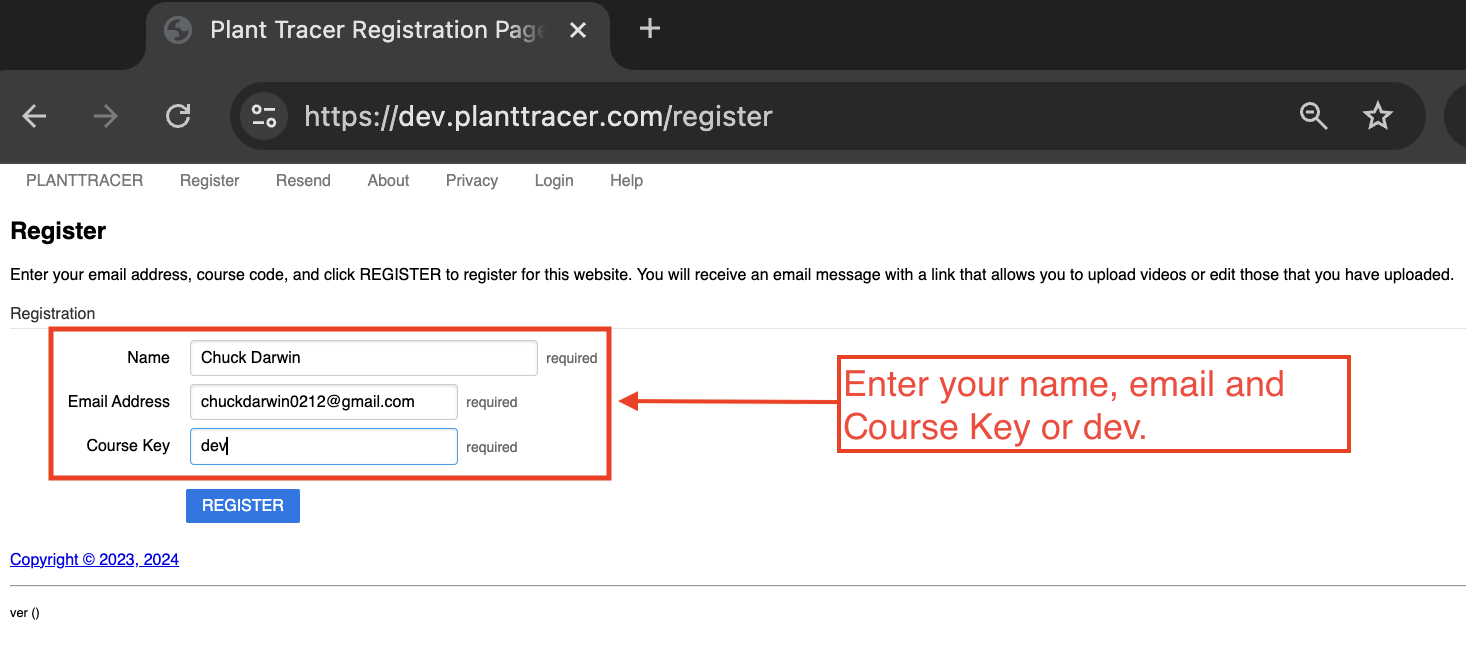 Plant Tracer Registration Page
https://dev.planttracer.com/register
PLANTTRACER Register Resend About Privacy Login Help
Register
Enter your email address, course code, and click REGISTER to register for this website. You will receive an email message with a link that allows you to upload videos or edit those that you have uploaded.
Registration
Name Chuck Darwin required
Email Address chuckdarwin0212@gmail.com required
Course Key dev required
Enter your name, email and
Course Key or dev.
REGISTER
Copyright © 2023, 2024
ver ()